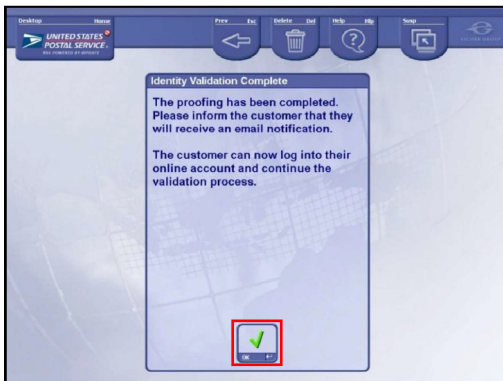 Desktop Home
Prev Esc
Delete Del
Help Hlp
Susp
UNITED STATES
POSTAL SERVICE
Identity Validation Complete
The proofing has been completed.
Please inform the customer that they
will receive an email notification.
The customer can now log into their
online account and continue the
validation process.
OK